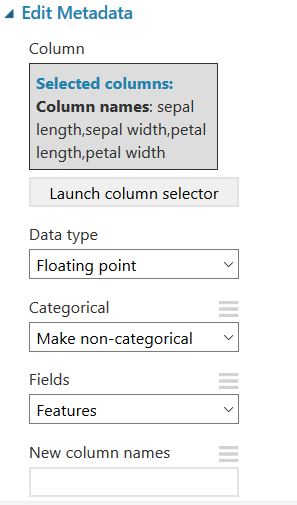 Edit Metadata
Column
Selected columns:
Column names: sepal
length,sepal width,petal
length,petal width
Launch column selector
Data type
Floating point
Categorical
Make non-categorical
Fields
Features
New column names